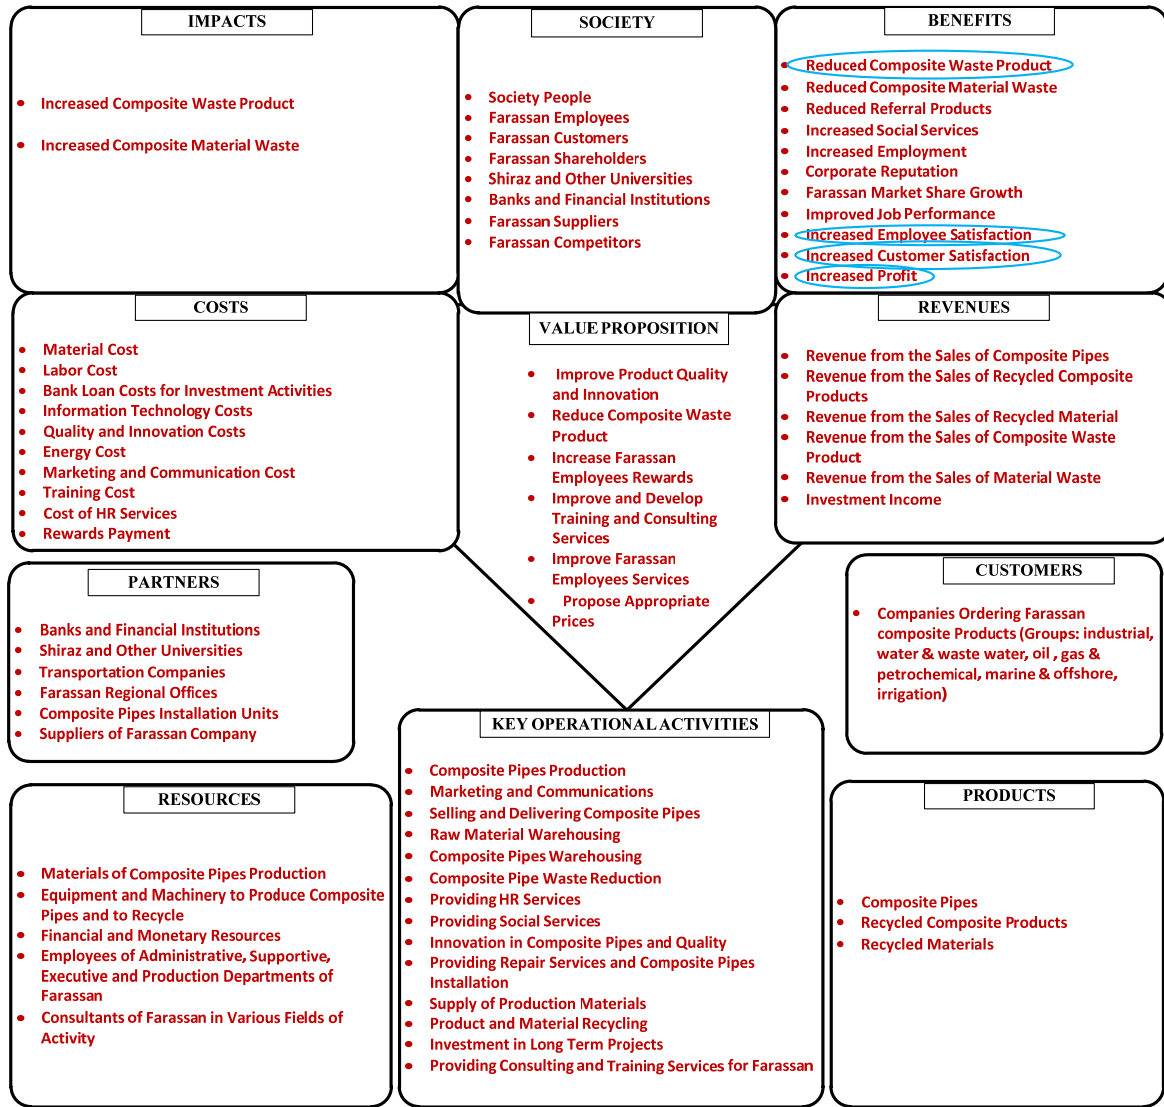 IMPACTS
• Increased Composite Waste Product
• Increased Composite Material Waste
SOCIETY
• Society People
• Farassan Employees
• Farassan Customers
• Farassan Shareholders
• Shiraz and Other Universities
• Banks and Financial Institutions
• Farassan Suppliers
• Farassan Competitors
BENEFITS
• Reduced Composite Waste Product
• Reduced Composite Material Waste
• Reduced Referral Products
• Increased Social Services
• Increased Employment
• Corporate Reputation
• Farassan Market Share Growth
• Improved Job Performance
• Increased Employee Satisfaction
• Increased Customer Satisfaction
• Increased Profit
COSTS
• Material Cost
• Labor Cost
• Bank Loan Costs for Investment Activities
• Information Technology Costs
• Quality and Innovation Costs
• Energy Cost
• Marketing and Communication Cost
• Training Cost
• Cost of HR Services
• Rewards Payment
VALUE PROPOSITION
• Improve Product Quality
and Innovation
• Reduce Composite Waste
Product
• Increase Farassan
Employees Rewards
• Improve and Develop
Training and Consulting
Services
• Improve Farassan
Employees Services
• Propose Appropriate
Prices
REVENUES
• Revenue from the Sales of Composite Pipes
• Revenue from the Sales of Recycled Composite
Products
• Revenue from the Sales of Recycled Material
• Revenue from the Sales of Composite Waste
Product
• Revenue from the Sales of Material Waste
• Investment Income
PARTNERS
• Banks and Financial Institutions
• Shiraz and Other Universities
• Transportation Companies
• Farassan Regional Offices
• Composite Pipes Installation Units
• Suppliers of Farassan Company
CUSTOMERS
• Companies Ordering Farassan
composite Products (Groups: industrial,
water & waste water, oil , gas &
petrochemical, marine & offshore,
irrigation)
RESOURCES
• Materials of Composite Pipes Production
• Equipment and Machinery to Produce Composite
Pipes and to Recycle
• Financial and Monetary Resources
• Employees of Administrative, Supportive,
Executive and Production Departments of
Farassan
• Consultants of Farassan in Various Fields of
Activity
KEY OPERATIONAL ACTIVITIES
• Composite Pipes Production
• Marketing and Communications
• Selling and Delivering Composite Pipes
• Raw Material Warehousing
• Composite Pipes Warehousing
• Composite Pipe Waste Reduction
• Providing HR Services
• Providing Social Services
• Innovation in Composite Pipes and Quality
• Providing Repair Services and Composite Pipes
Installation
• Supply of Production Materials
• Product and Material Recycling
• Investment in Long Term Projects
• Providing Consulting and Training Services for Farassan
PRODUCTS
• Composite Pipes
• Recycled Composite Products
• Recycled Materials